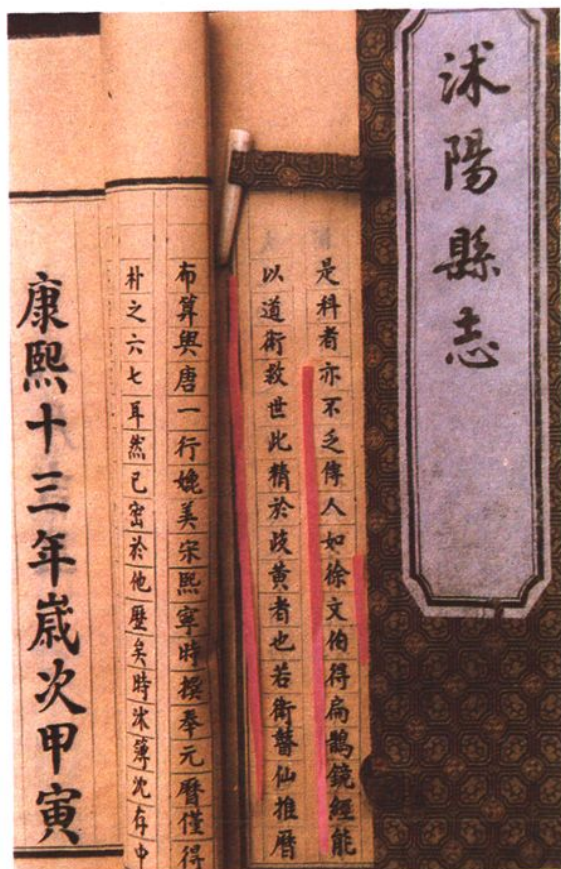 沭陽縣志
是科者亦不乏傳人如徐文伯得扁鵲鏡經能
以道術救世此精於歧黃者也若衛瞽仙推曆
布算與唐一行媲美宋熙寧時撰奉元曆僅得
朴之六七耳然已密於他歷矣時沭簿沈存中
康熙十三年歲次甲寅